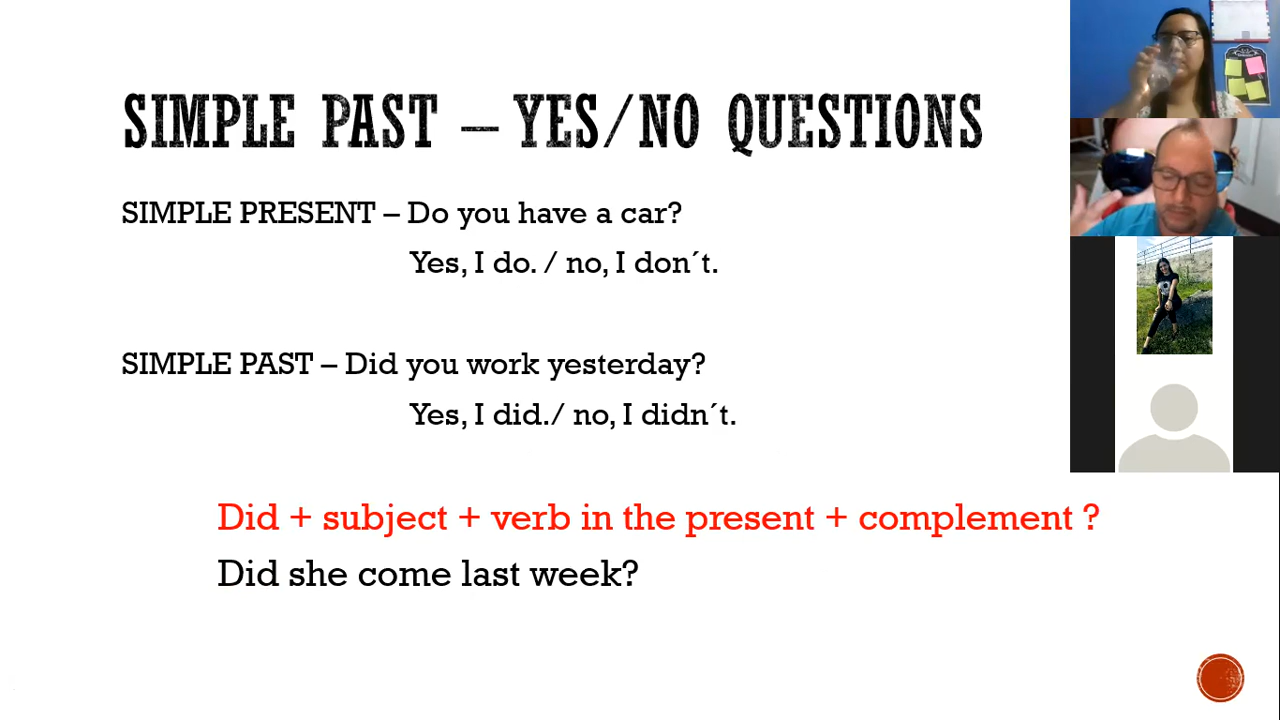 SIMPLE PAST – YES/NO QUESTIONS
SIMPLE PRESENT – Do you have a car?
Yes, I do. / no, I don´t.
SIMPLE PAST – Did you work yesterday?
Yes, I did./ no, I didn´t.
Did + subject + verb in the present + complement ?
Did she come last week?